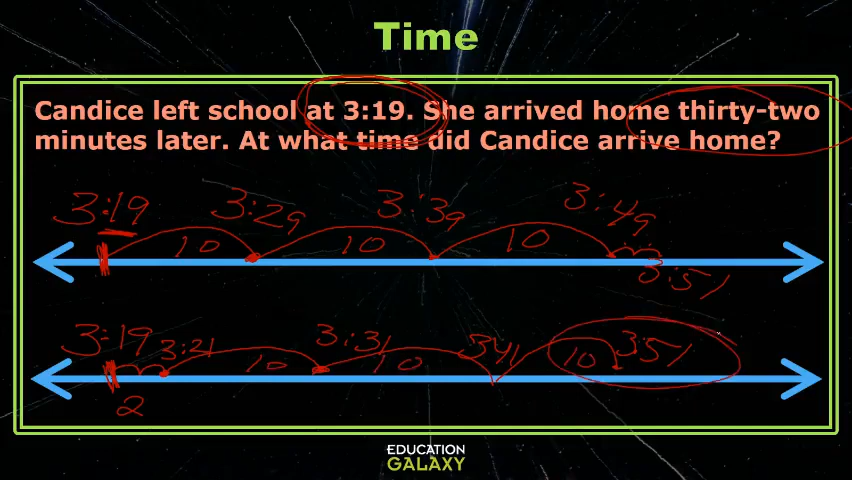 Time
Candice left school at 3:19. She arrived home thirty-two
minutes later. At what time did Candice arrive home?
3:19 3:29 3:39 3:49
10 10 10
3:51
3:19 3:21 3:31 3:41 3:51
10 10 10
2
EDUCATION
GALAXY